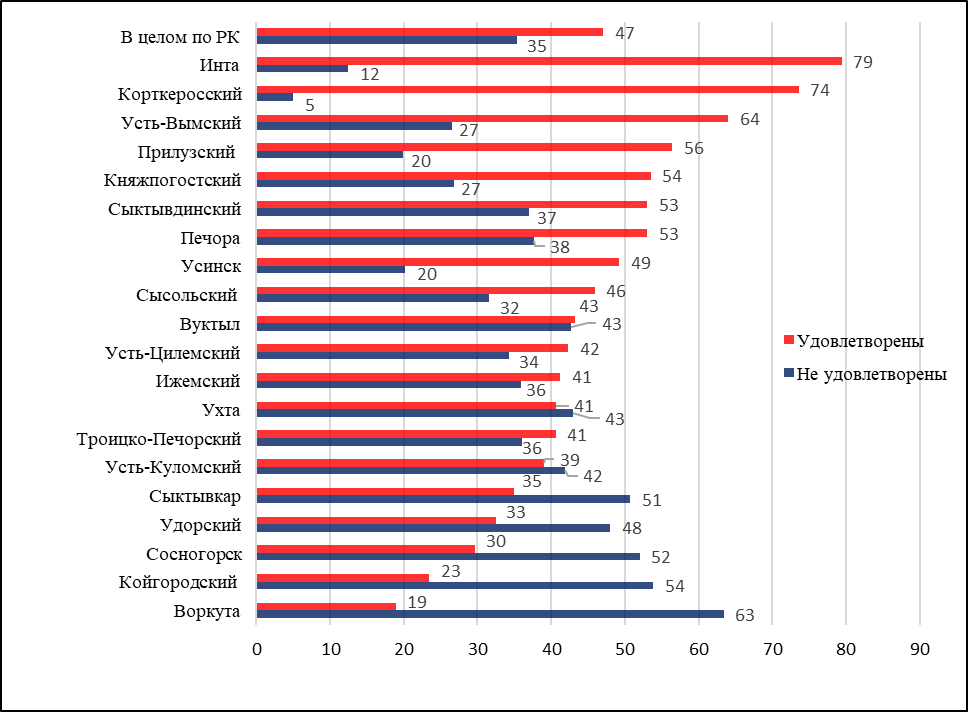 В целом по РК 47
35
Инта 79
12
Корткеросский 74
5
Усть-Вымский 64
27
Прилузский 56
20
Княжпогостский 54
27
Сыктывдинский 53
37
Печора 53
38
Усинск 49
20
Сысольский 46
32
Вуктыл 43
43
Усть-Цилемский 42
34
Ижемский 41
36
Ухта 41
43
Троицко-Печорский 41
36
Усть-Куломский 39
42
Сыктывкар 35
51
Удорский 33
48
Сосногорск 30
52
Койгородский 23
54
Воркута 19
63
Удовлетворены
Не удовлетворены
0 10 20 30 40 50 60 70 80 90